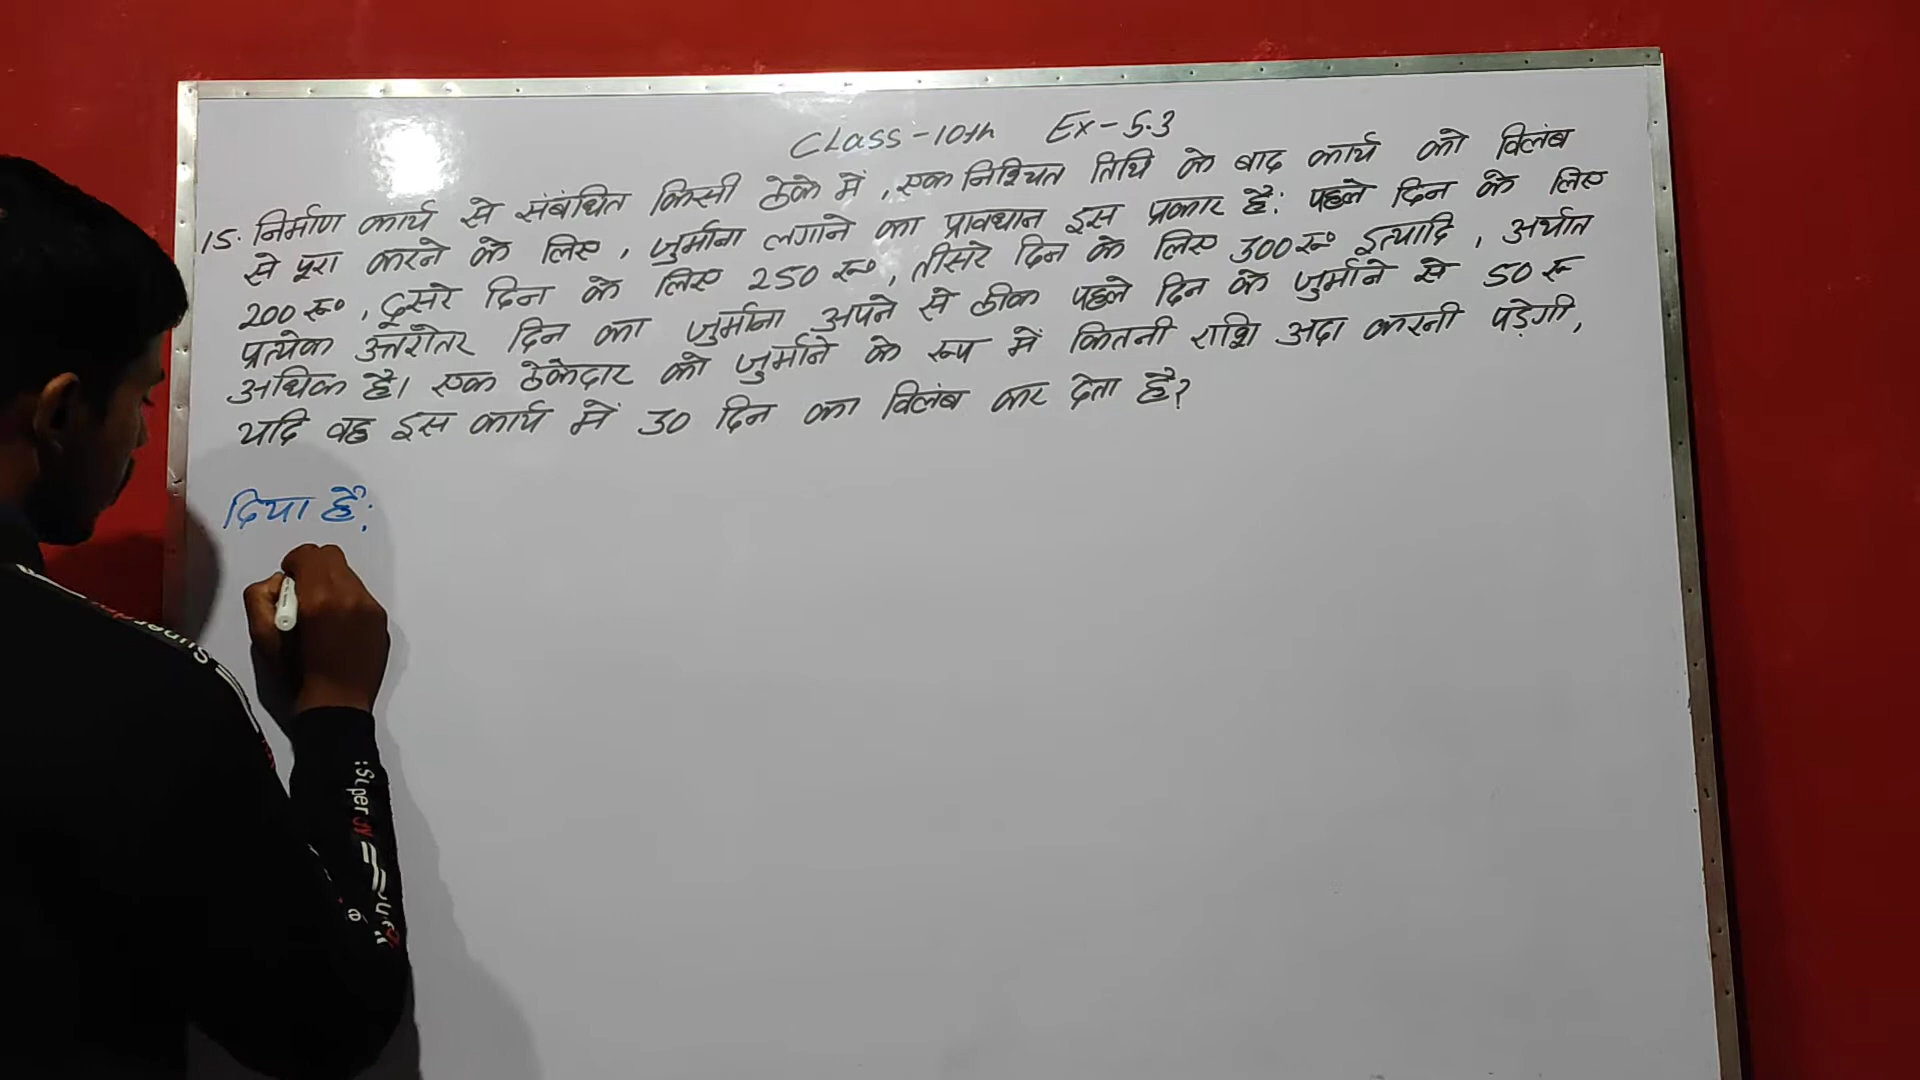 Class-10th Ex-5.3
15. निर्माण कार्य से संबंधित किसी ठेके में, एक निश्चित तिथि के बाद कार्य को विलंब
से पूरा करने के लिए, जुर्माना लगाने का प्रावधान इस प्रकार है: पहले दिन के लिए
200 रू०, दूसरे दिन के लिए 250 रू०, तीसरे दिन के लिए 300 रू० इत्यादि, अर्थात
प्रत्येक उत्तरोतर दिन का जुर्माना अपने से ठीक पहले दिन के जुर्माने से 50 रू
अधिक है। एक ठेकेदार को जुर्माने के रूप में कितनी राशि अदा करनी पड़ेगी,
यदि वह इस कार्य में 30 दिन का विलंब कर देता है?
दिया है: